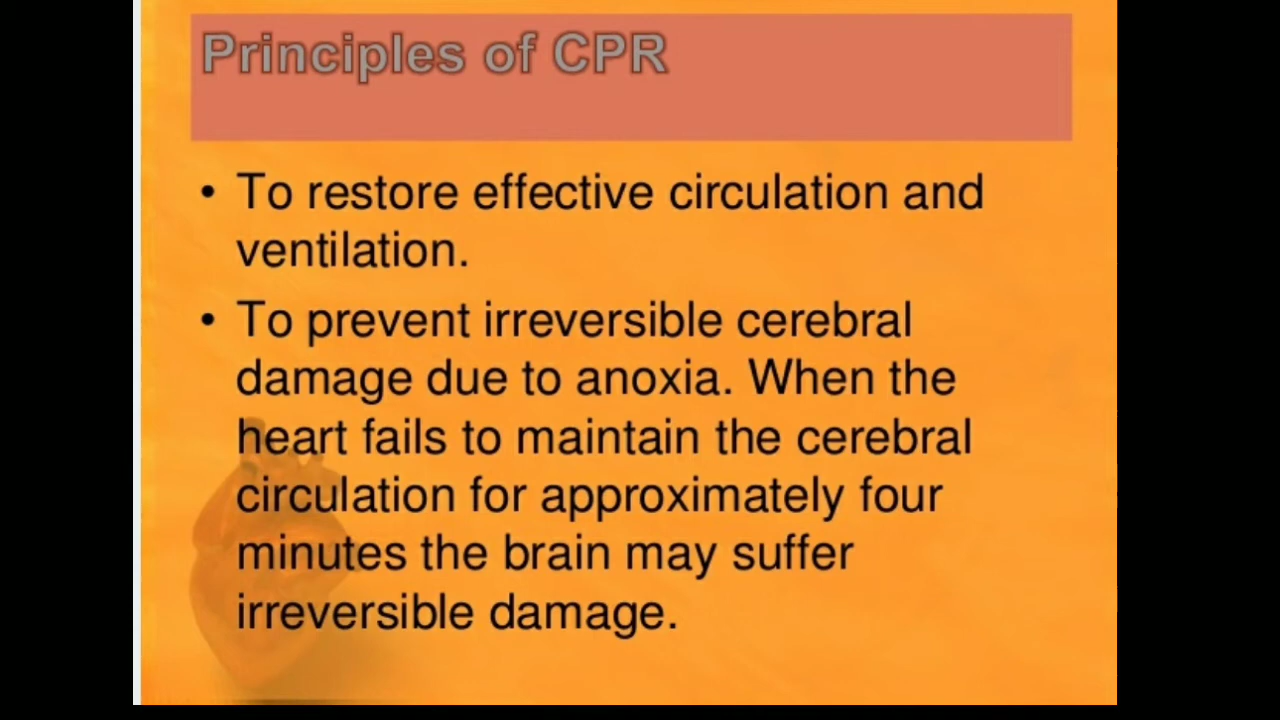 Principles of CPR
• To restore effective circulation and
ventilation.
• To prevent irreversible cerebral
damage due to anoxia. When the
heart fails to maintain the cerebral
circulation for approximately four
minutes the brain may suffer
irreversible damage.